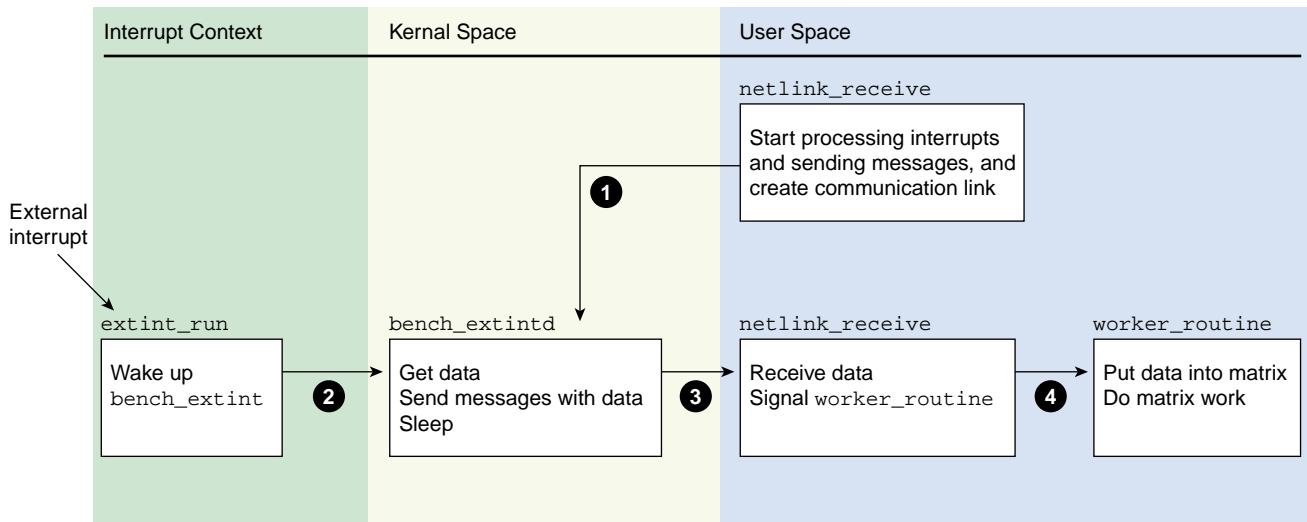 Interrupt Context
Kernal Space
User Space
netlink_receive
Start processing interrupts
and sending messages, and
create communication link
1
External
interrupt
extint_run
Wake up
bench_extint
2
bench_extintd
Get data
Send messages with data
Sleep
3
netlink_receive
Receive data
Signal worker_routine
4
worker_routine
Put data into matrix
Do matrix work